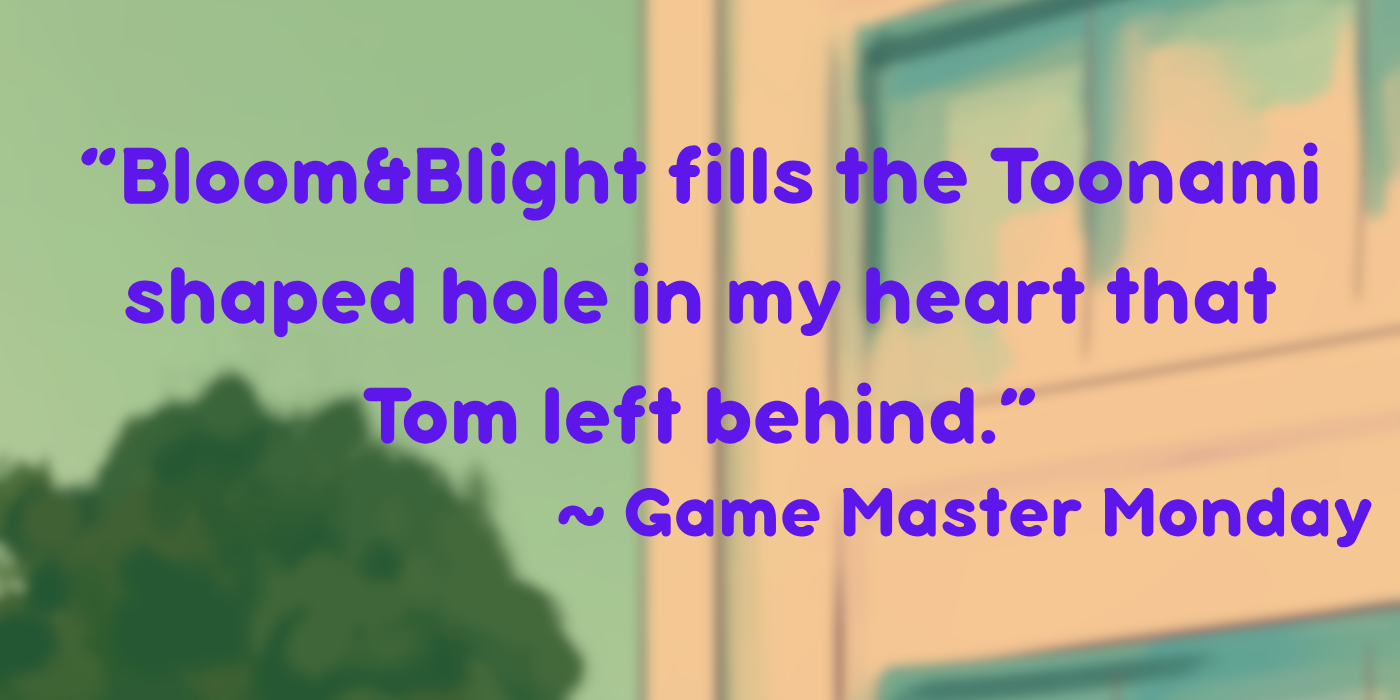 “Bloom&Blight fills the Toonami
shaped hole in my heart that
Tom left behind.”
~ Game Master Monday